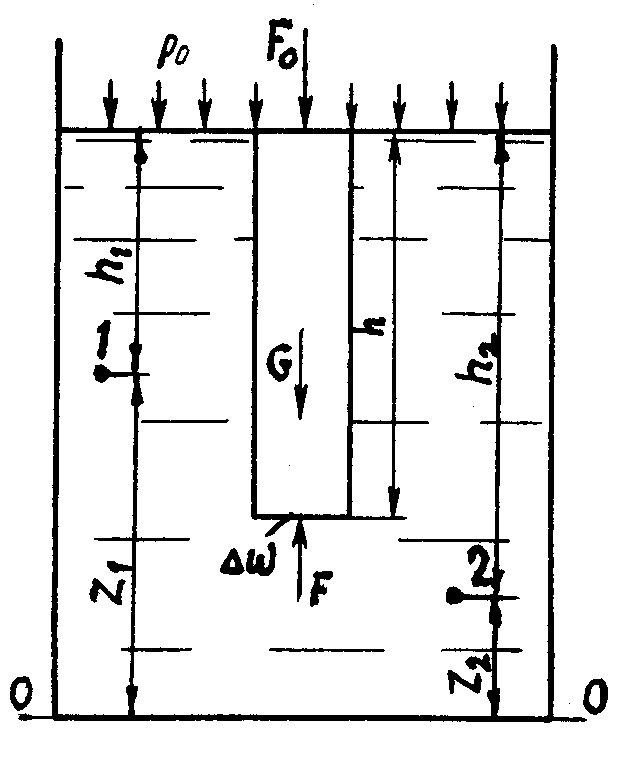 p₀ F₀
h₁
h
1
G
h₂
Δω
F
2
z₁
z₂
0 0